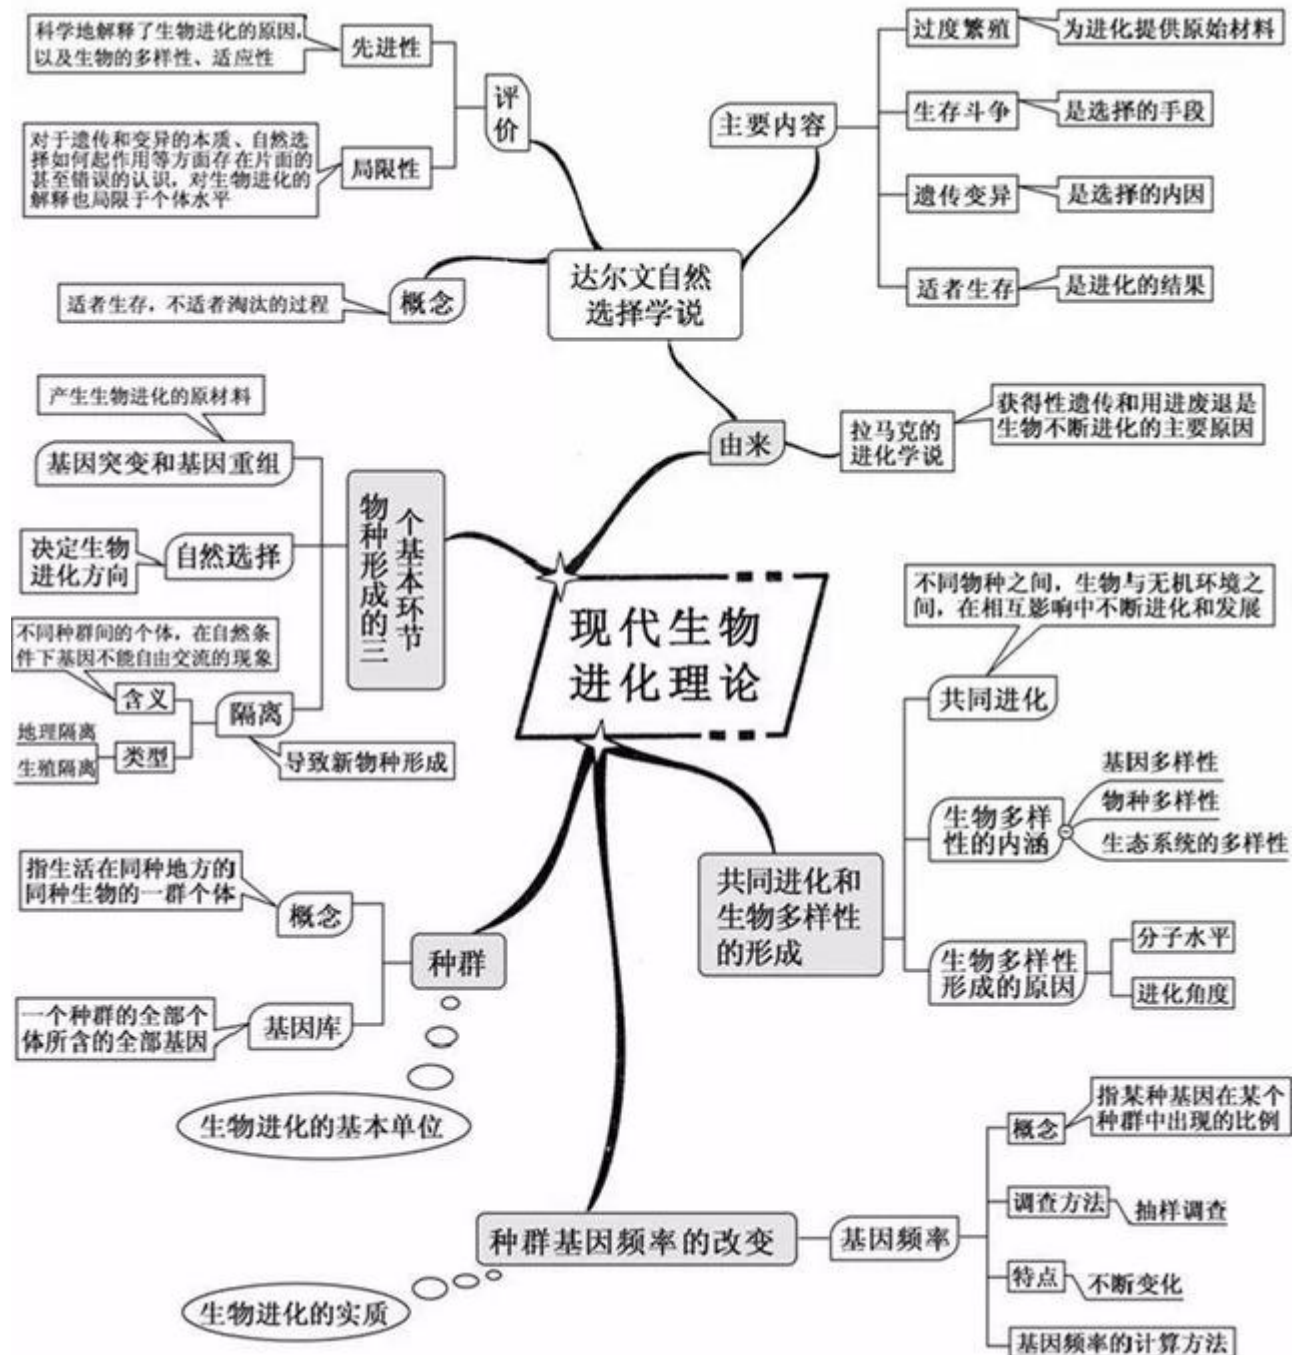 科学地解释了生物进化的原因,
以及生物的多样性、适应性
先进性
评
价
对于遗传和变异的本质、自然选
择如何起作用等方面存在片面的
甚至错误的认识，对生物进化的
解释也局限于个体水平
局限性
适者生存，不适者淘汰的过程
概念
达尔文自然
选择学说
主要内容
过度繁殖
为进化提供原始材料
生存斗争
是选择的手段
遗传变异
是选择的内因
适者生存
是进化的结果
由来
拉马克的
进化学说
获得性遗传和用进废退是
生物不断进化的主要原因
产生生物进化的原材料
基因突变和基因重组
决定生物
进化方向
自然选择
物种形成的三
个基本环节
不同种群间的个体，在自然条
件下基因不能自由交流的现象
含义
隔离
地理隔离
生殖隔离
类型
导致新物种形成
现代生物
进化理论
不同物种之间，生物与无机环境之
间，在相互影响中不断进化和发展
共同进化
生物多样
性的内涵
基因多样性
物种多样性
生态系统的多样性
共同进化和
生物多样性
的形成
生物多样性
形成的原因
分子水平
进化角度
指生活在同种地方的
同种生物的一群个体
概念
种群
一个种群的全部个
体所含的全部基因
基因库
生物进化的基本单位
种群基因频率的改变
生物进化的实质
基因频率
概念
指某种基因在某个
种群中出现的比例
调查方法
抽样调查
特点
不断变化
基因频率的计算方法